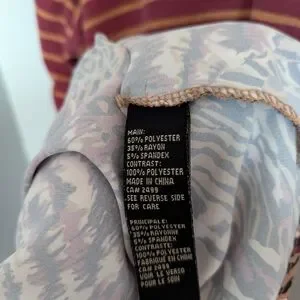 MAIN:
60% POLYESTER
35% RAYON
5% SPANDEX
CONTRAST:
100% POLYESTER
MADE IN CHINA
CA# 2499
SEE REVERSE SIDE
FOR CARE
PRINCIPALE:
60% POLYESTER
35% RAYONNE
5% SPANDEX
CONTRASTE:
100% POLYESTER
FABRIQUÉ EN CHINE
CA# 2499
VOIR LE VERSO
POUR LE SOIN